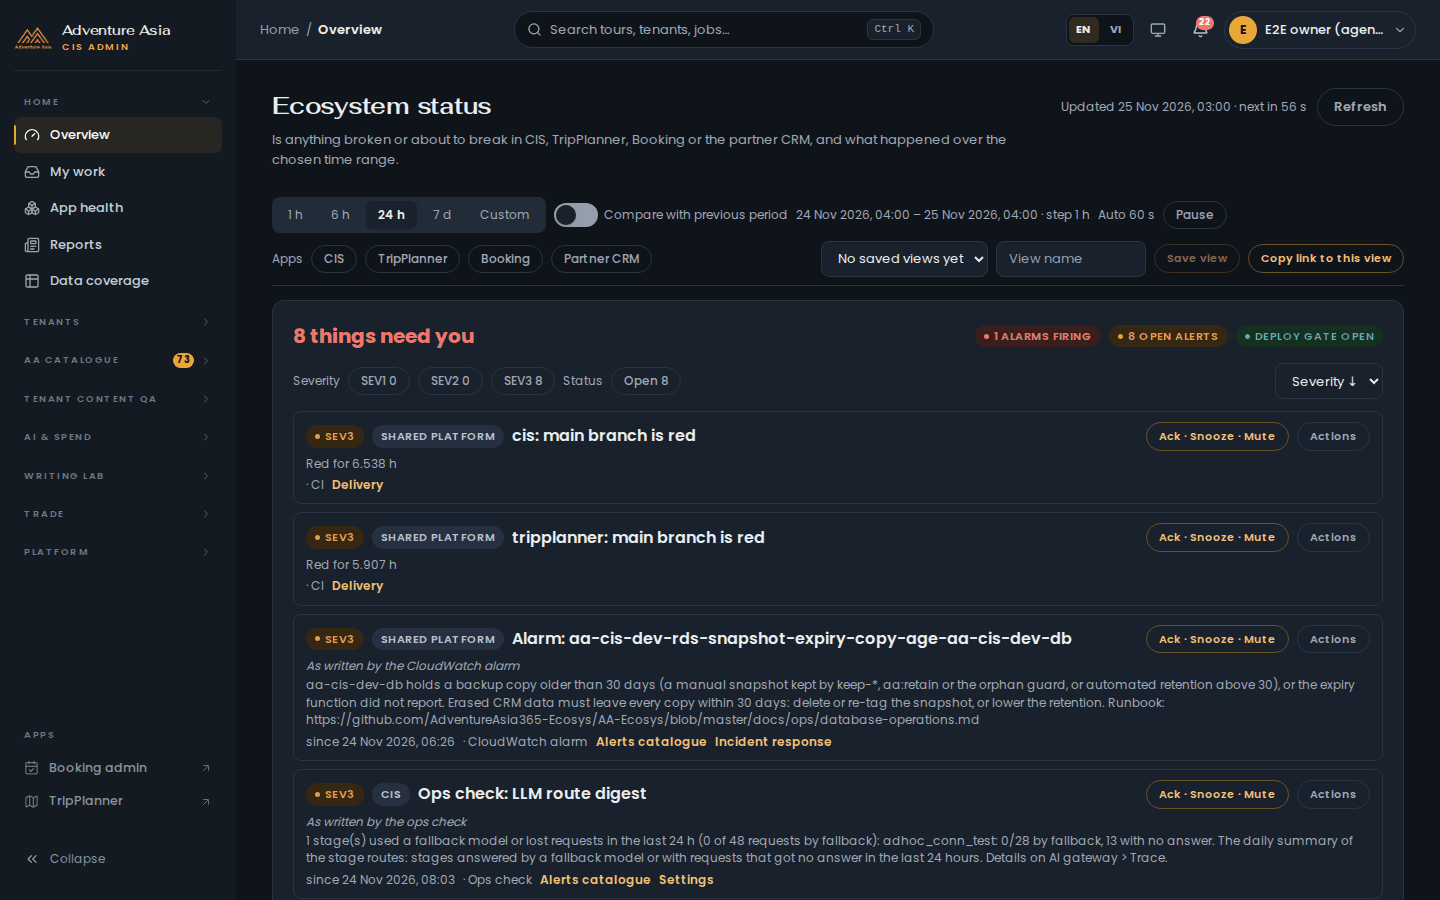 Adventure Asia
CIS ADMIN
Adventure Asia
HOME
Overview
My work
App health
Reports
Data coverage
TENANTS
AA CATALOGUE 73
TENANT CONTENT QA
AI & SPEND
WRITING LAB
TRADE
PLATFORM
APPS
Booking admin
TripPlanner
Collapse
Home / Overview
Search tours, tenants, jobs... Ctrl K
EN VI
22
E E2E owner (agen...
Ecosystem status
Updated 25 Nov 2026, 03:00 · next in 56 s Refresh
Is anything broken or about to break in CIS, TripPlanner, Booking or the partner CRM, and what happened over the
chosen time range.
1 h 6 h 24 h 7 d Custom Compare with previous period 24 Nov 2026, 04:00 – 25 Nov 2026, 04:00 · step 1 h Auto 60 s Pause
Apps CIS TripPlanner Booking Partner CRM No saved views yet View name Save view Copy link to this view
8 things need you
1 ALARMS FIRING 8 OPEN ALERTS DEPLOY GATE OPEN
Severity SEV1 0 SEV2 0 SEV3 8 Status Open 8 Severity ↓
SEV3 SHARED PLATFORM cis: main branch is red Ack · Snooze · Mute Actions
Red for 6.538 h
· CI Delivery
SEV3 SHARED PLATFORM tripplanner: main branch is red Ack · Snooze · Mute Actions
Red for 5.907 h
· CI Delivery
SEV3 SHARED PLATFORM Alarm: aa-cis-dev-rds-snapshot-expiry-copy-age-aa-cis-dev-db Ack · Snooze · Mute Actions
As written by the CloudWatch alarm
aa-cis-dev-db holds a backup copy older than 30 days (a manual snapshot kept by keep-*, aa:retain or the orphan guard, or automated retention above 30), or the expiry
function did not report. Erased CRM data must leave every copy within 30 days: delete or re-tag the snapshot, or lower the retention. Runbook:
https://github.com/AdventureAsia365-Ecosys/AA-Ecosys/blob/master/docs/ops/database-operations.md
since 24 Nov 2026, 06:26 · CloudWatch alarm Alerts catalogue Incident response
SEV3 CIS Ops check: LLM route digest Ack · Snooze · Mute Actions
As written by the ops check
1 stage(s) used a fallback model or lost requests in the last 24 h (0 of 48 requests by fallback): adhoc_conn_test: 0/28 by fallback, 13 with no answer. The daily summary of
the stage routes: stages answered by a fallback model or with requests that got no answer in the last 24 hours. Details on AI gateway > Trace.
since 24 Nov 2026, 08:03 · Ops check Alerts catalogue Settings